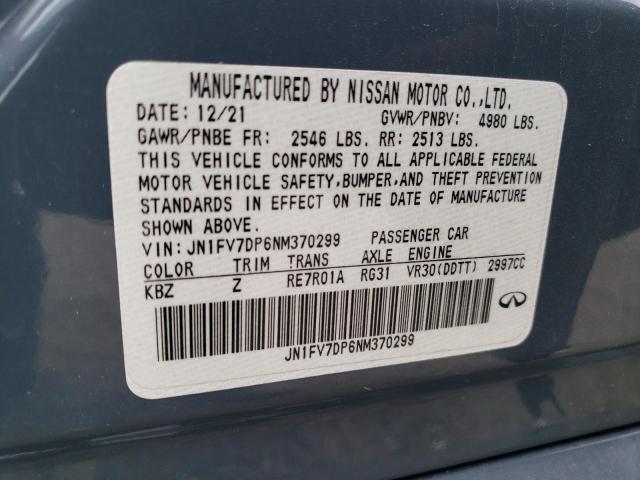 MANUFACTURED BY NISSAN MOTOR CO.,LTD.
DATE: 12/21 GVWR/PNBV: 4980 LBS.
GAWR/PNBE FR: 2546 LBS. RR: 2513 LBS.
THIS VEHICLE CONFORMS TO ALL APPLICABLE FEDERAL
MOTOR VEHICLE SAFETY,BUMPER,AND THEFT PREVENTION
STANDARDS IN EFFECT ON THE DATE OF MANUFACTURE
SHOWN ABOVE.
VIN:JN1FV7DP6NM370299 PASSENGER CAR
COLOR TRIM TRANS AXLE ENGINE
KBZ Z RE7R01A RG31 VR30(DDTT) 2997CC
JN1FV7DP6NM370299